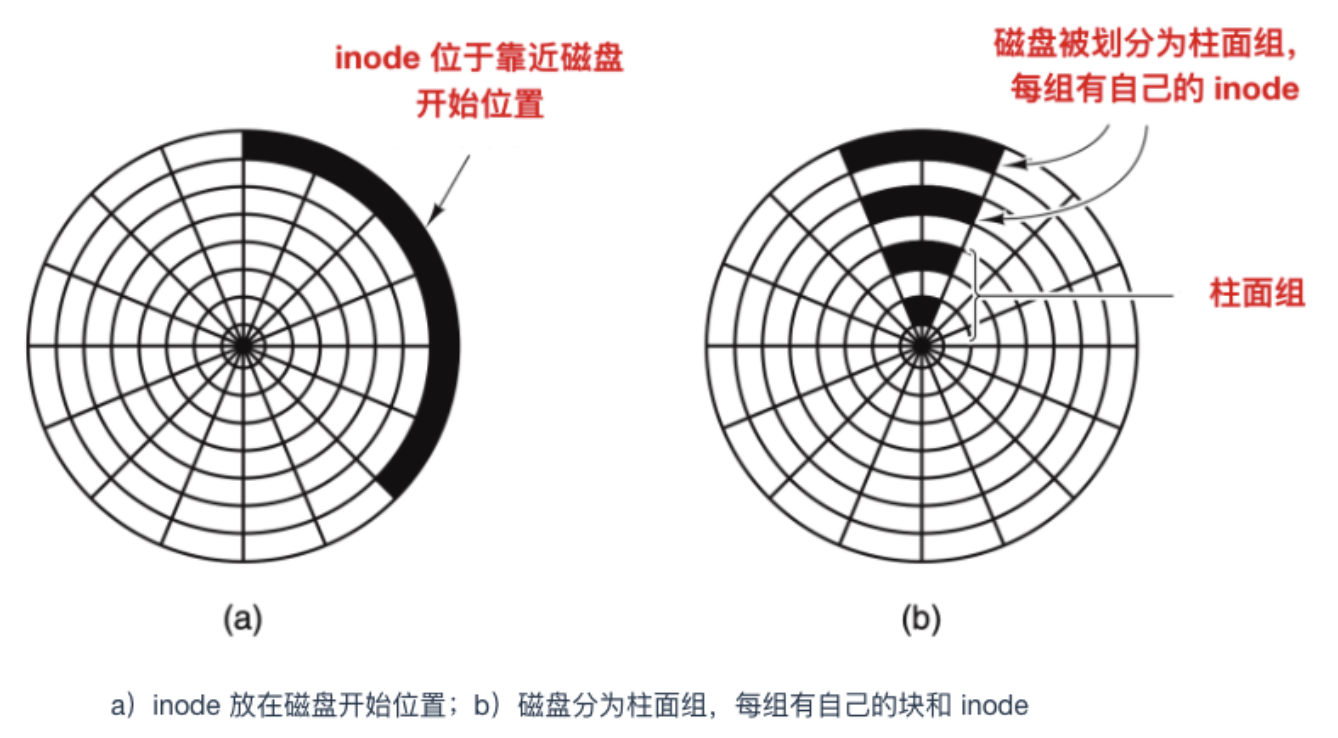 inode 位于靠近磁盘
开始位置
磁盘被划分为柱面组，
每组有自己的 inode
柱面组
(a)
(b)
a）inode 放在磁盘开始位置；b）磁盘分为柱面组，每组有自己的块和 inode